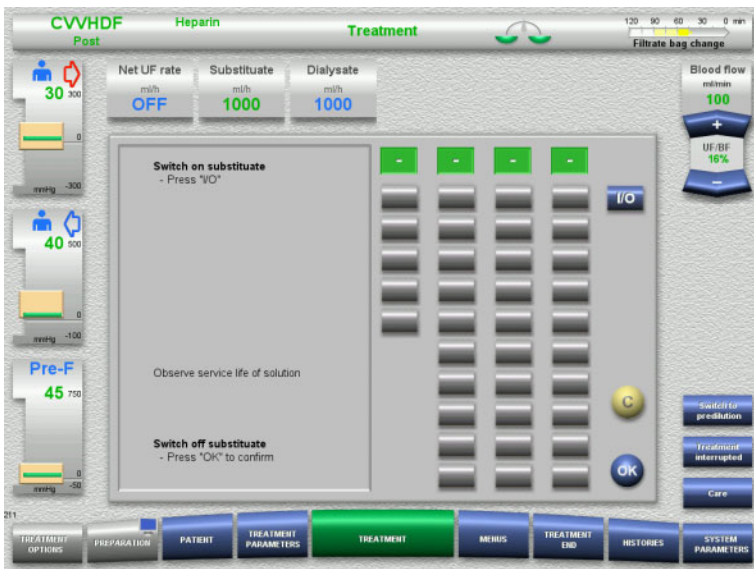 CVVHDF
Post
Heparin
Treatment
120 90 60 30 0 min
Filtrate bag change
30
300
0
mmHg -300
Net UF rate
ml/h
OFF
Substituate
ml/h
1000
Dialysate
ml/h
1000
Blood flow
ml/min
100
+
UF/BF
16%
−
Switch on substituate
- Press "I/O"
- - - -
I/O
40
500
0
mmHg -100
Pre-F
45
750
0
mmHg -50
Observe service life of solution
C
Switch off substituate
- Press "OK" to confirm
OK
Switch to
predilution
Treatment
interrupted
Care
211
TREATMENT
OPTIONS
PREPARATION
PATIENT
TREATMENT
PARAMETERS
TREATMENT
MENUS
TREATMENT
END
HISTORIES
SYSTEM
PARAMETERS